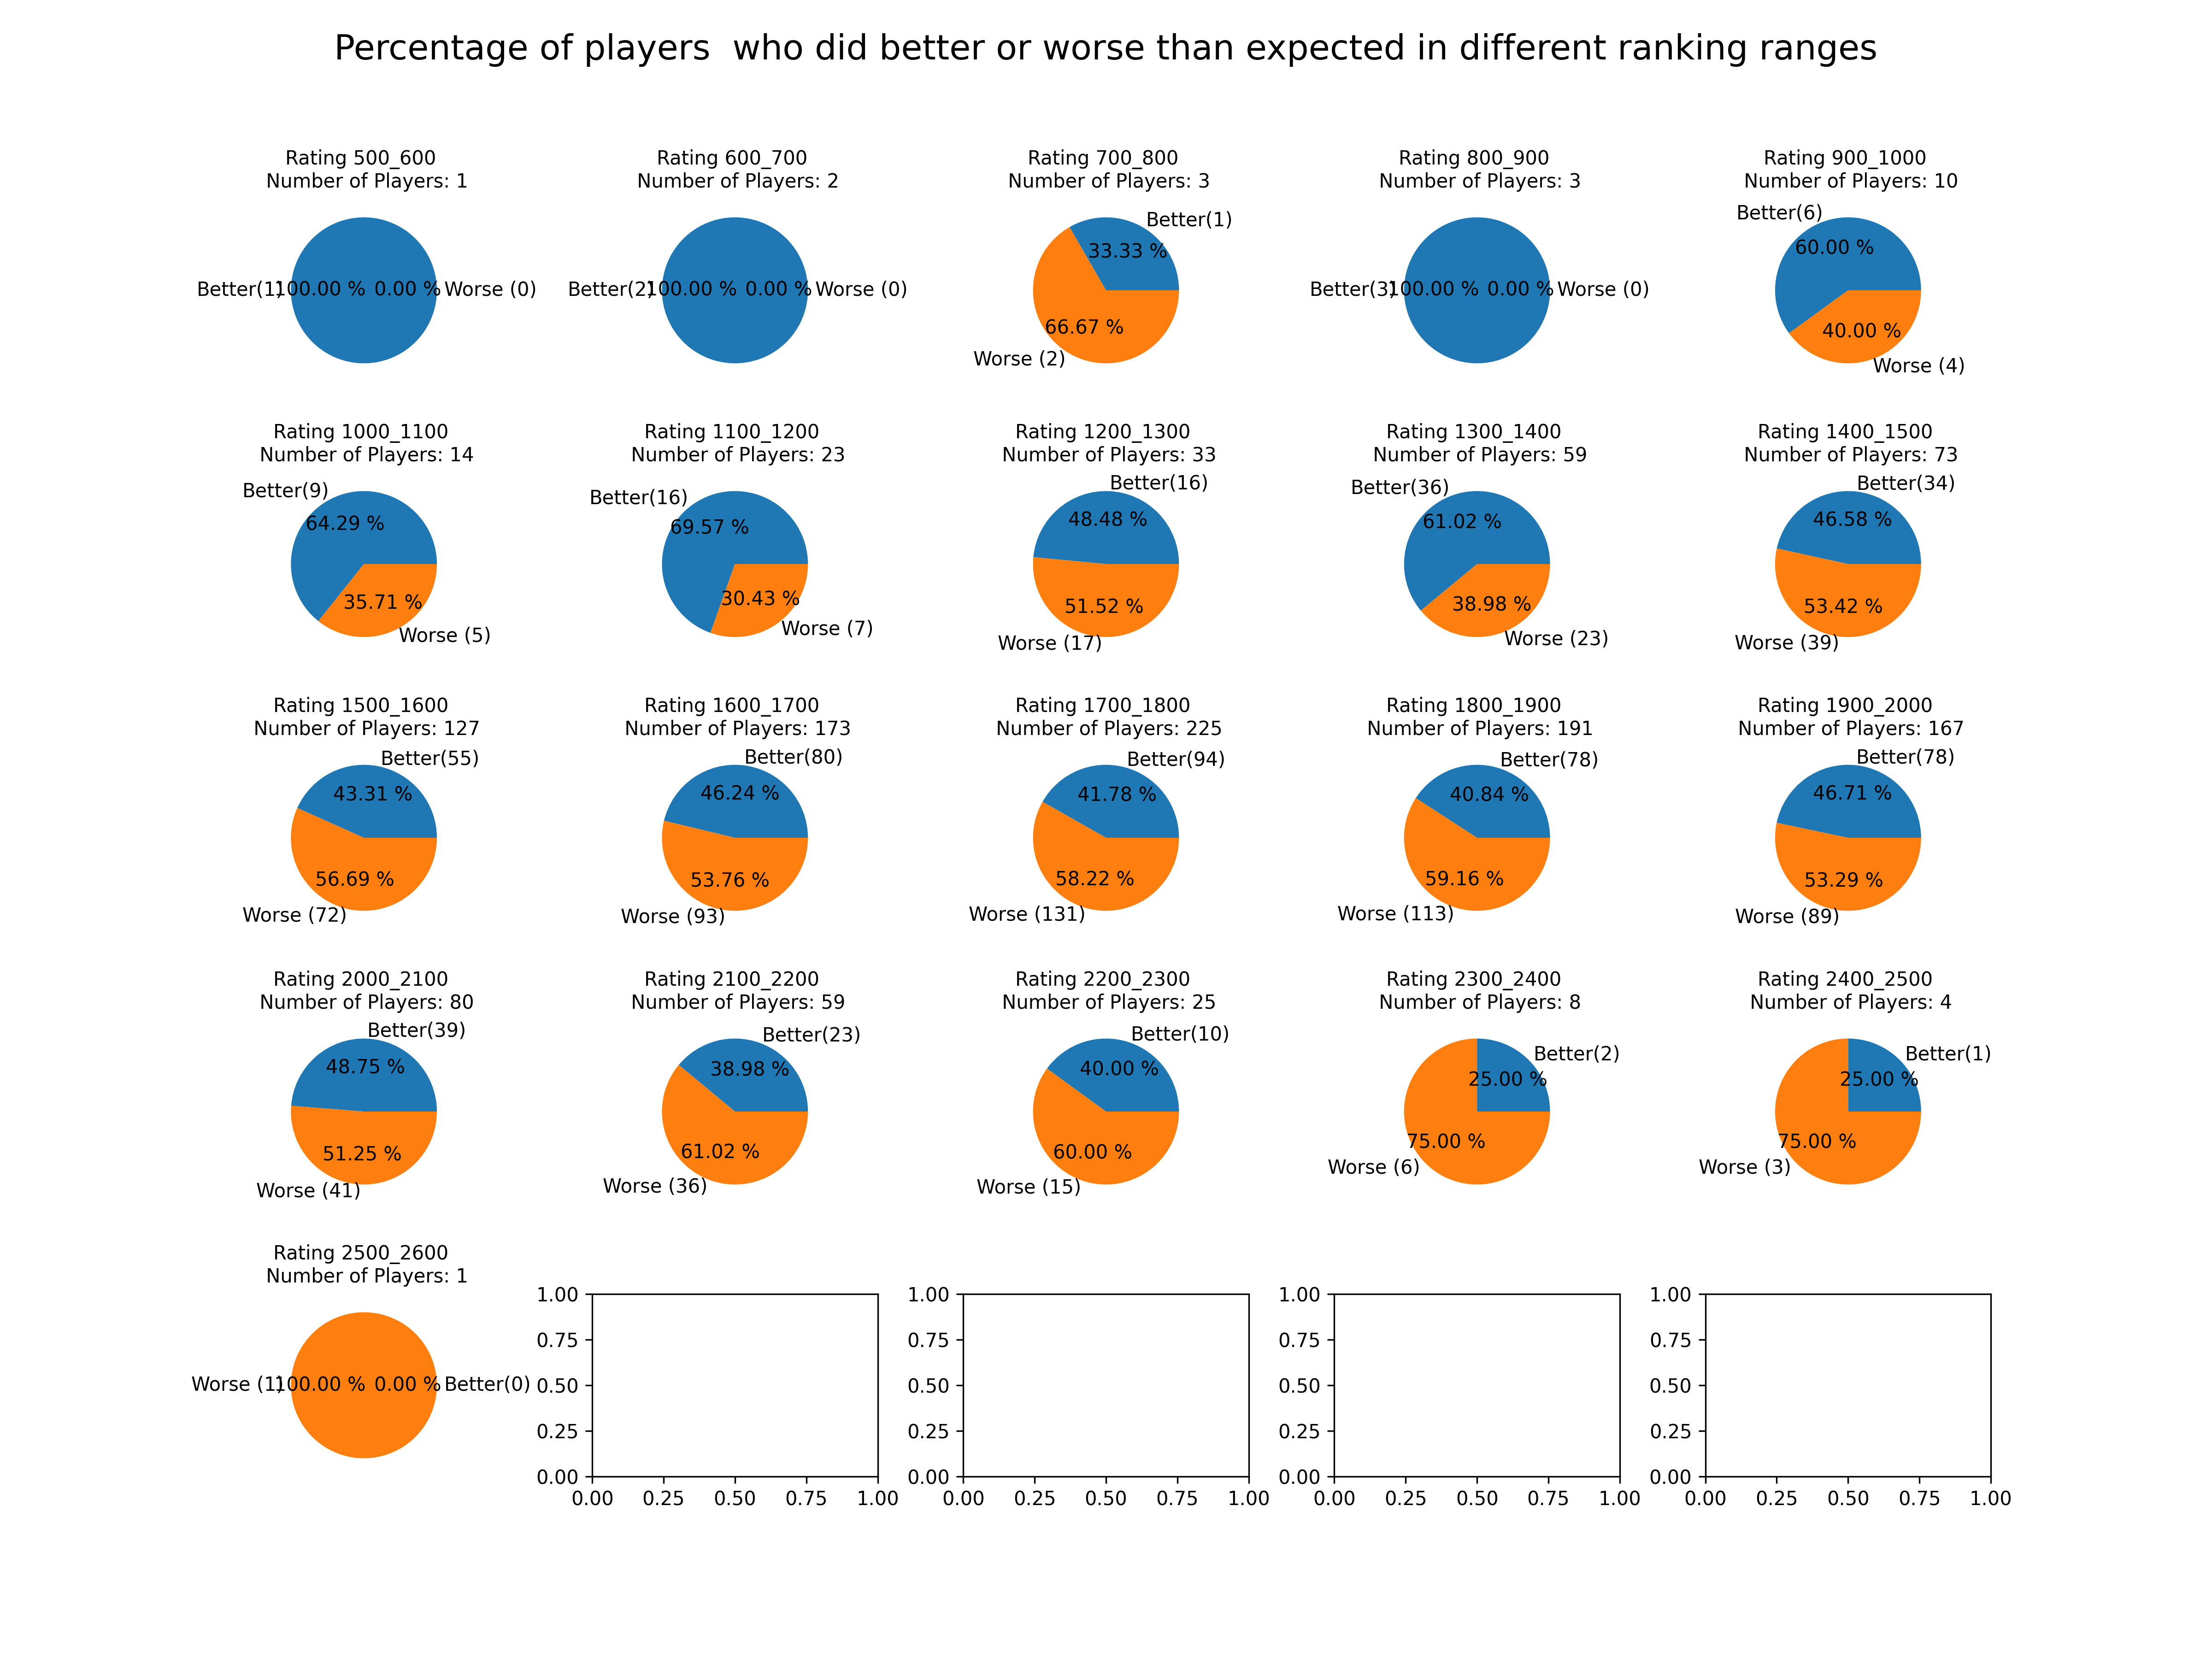 Percentage of players  who did better or worse than expected in different ranking ranges
Rating 500_600
Number of Players: 1
Better(1)
100.00 %
0.00 %
Worse (0)
Rating 600_700
Number of Players: 2
Better(2)
100.00 %
0.00 %
Worse (0)
Rating 700_800
Number of Players: 3
Better(1)
33.33 %
66.67 %
Worse (2)
Rating 800_900
Number of Players: 3
Better(3)
100.00 %
0.00 %
Worse (0)
Rating 900_1000
Number of Players: 10
Better(6)
60.00 %
40.00 %
Worse (4)
Rating 1000_1100
Number of Players: 14
Better(9)
64.29 %
35.71 %
Worse (5)
Rating 1100_1200
Number of Players: 23
Better(16)
69.57 %
30.43 %
Worse (7)
Rating 1200_1300
Number of Players: 33
Better(16)
48.48 %
51.52 %
Worse (17)
Rating 1300_1400
Number of Players: 59
Better(36)
61.02 %
38.98 %
Worse (23)
Rating 1400_1500
Number of Players: 73
Better(34)
46.58 %
53.42 %
Worse (39)
Rating 1500_1600
Number of Players: 127
Better(55)
43.31 %
56.69 %
Worse (72)
Rating 1600_1700
Number of Players: 173
Better(80)
46.24 %
53.76 %
Worse (93)
Rating 1700_1800
Number of Players: 225
Better(94)
41.78 %
58.22 %
Worse (131)
Rating 1800_1900
Number of Players: 191
Better(78)
40.84 %
59.16 %
Worse (113)
Rating 1900_2000
Number of Players: 167
Better(78)
46.71 %
53.29 %
Worse (89)
Rating 2000_2100
Number of Players: 80
Better(39)
48.75 %
51.25 %
Worse (41)
Rating 2100_2200
Number of Players: 59
Better(23)
38.98 %
61.02 %
Worse (36)
Rating 2200_2300
Number of Players: 25
Better(10)
40.00 %
60.00 %
Worse (15)
Rating 2300_2400
Number of Players: 8
Better(2)
25.00 %
75.00 %
Worse (6)
Rating 2400_2500
Number of Players: 4
Better(1)
25.00 %
75.00 %
Worse (3)
Rating 2500_2600
Number of Players: 1
Worse (1)
100.00 %
0.00 %
Better(0)
1.00
0.75
0.50
0.25
0.00
0.00 0.25 0.50 0.75 1.00
1.00
0.75
0.50
0.25
0.00
0.00 0.25 0.50 0.75 1.00
1.00
0.75
0.50
0.25
0.00
0.00 0.25 0.50 0.75 1.00
1.00
0.75
0.50
0.25
0.00
0.00 0.25 0.50 0.75 1.00